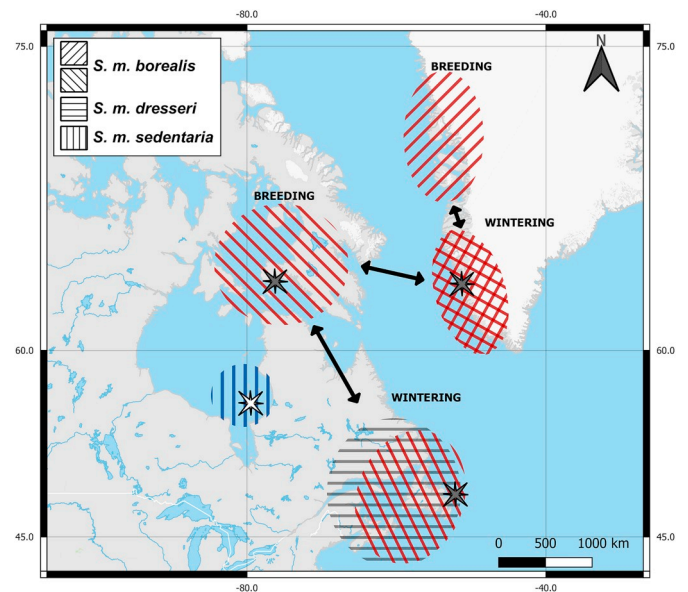 -80.0
-40.0
75.0
75.0
S. m. borealis
S. m. dresseri
S. m. sedentaria
N
BREEDING
BREEDING
WINTERING
60.0
60.0
WINTERING
45.0
45.0
0 500 1000 km
-80.0
-40.0